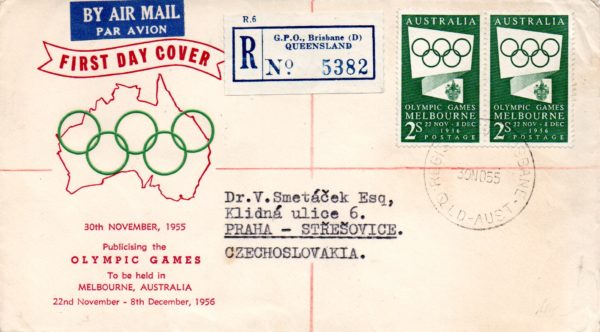 BY AIR MAIL
PAR AVION
FIRST DAY COVER
R.6
R
G.P.O., Brisbane (D)
QUEENSLAND
No 5382
AUSTRALIA
OLYMPIC GAMES
MELBOURNE
22 NOV - 8 DEC
1956
2S POSTAGE
AUSTRALIA
OLYMPIC GAMES
MELBOURNE
22 NOV - 8 DEC
1956
2S POSTAGE
30NO55
QLD-AUST-
Dr.V.Smetáček Esq,
Klidná ulice 6.
PRAHA - STŘEŠOVICE.
CZECHOSLOVAKIA.
30th NOVEMBER, 1955
Publicising the
OLYMPIC GAMES
To be held in
MELBOURNE, AUSTRALIA
22nd November - 8th December, 1956